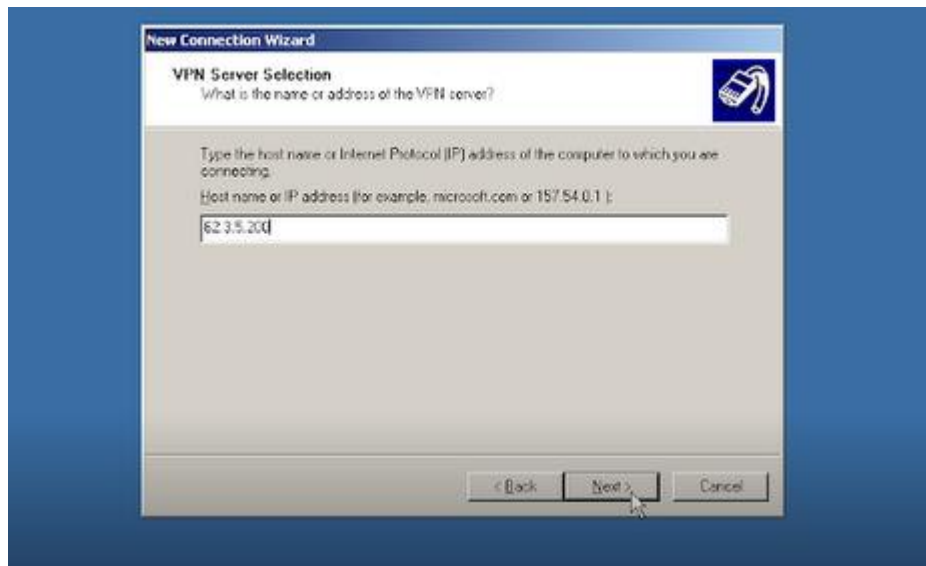 New Connection Wizard
VPN Server Selection
What is the name or address of the VPN server?
Type the host name or Internet Protocol (IP) address of the computer to which you are
connecting.
Host name or IP address (for example, microsoft.com or 157.54.0.1 ):
62.3.5.200
< Back
Next >
Cancel